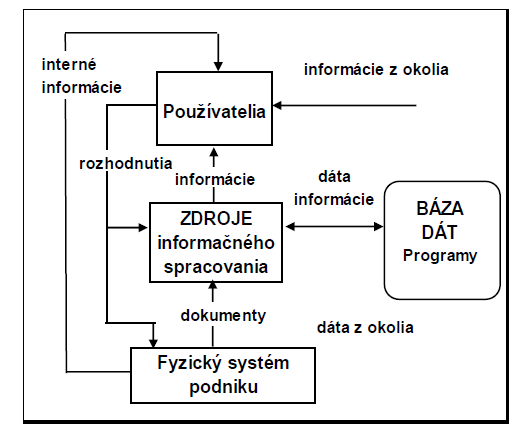 interné
informácie
informácie z okolia
Používatelia
rozhodnutia
informácie
dáta
informácie
ZDROJE
informačného
spracovania
BÁZA
DÁT
Programy
dokumenty
dáta z okolia
Fyzický systém
podniku